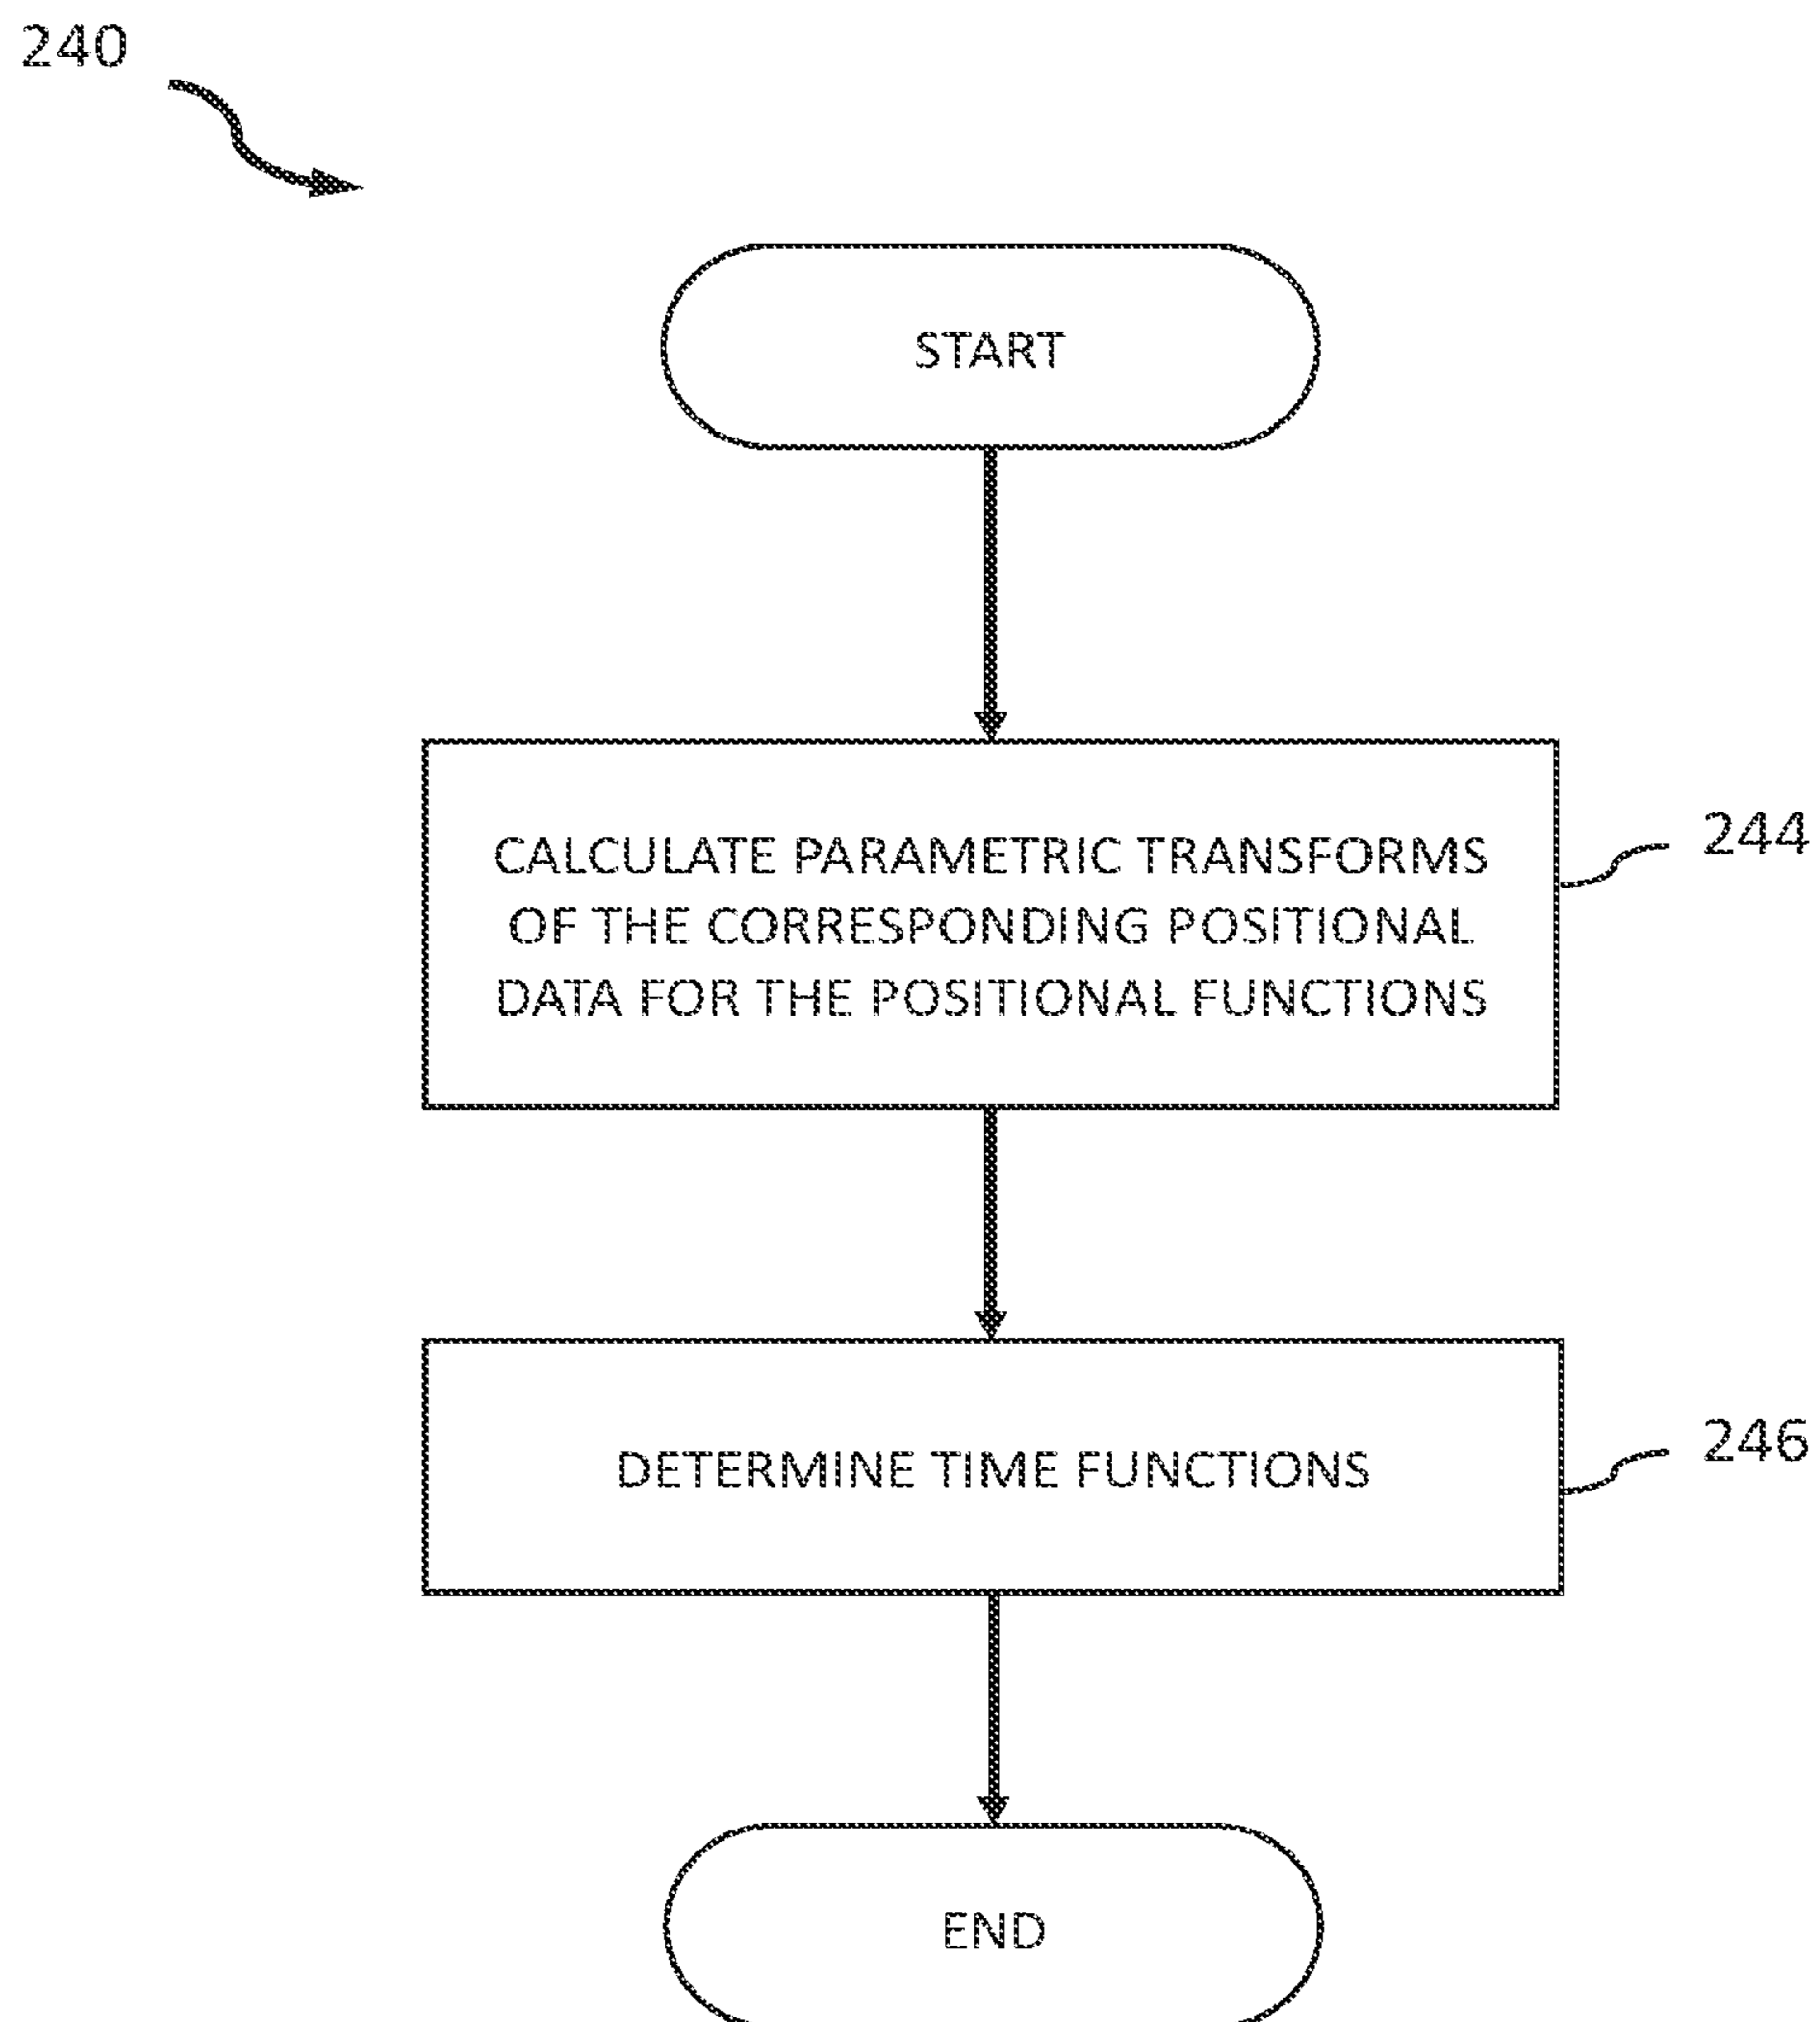 240
START
CALCULATE PARAMETRIC TRANSFORMS
OF THE CORRESPONDING POSITIONAL
DATA FOR THE POSITIONAL FUNCTIONS
244
DETERMINE TIME FUNCTIONS
246
END